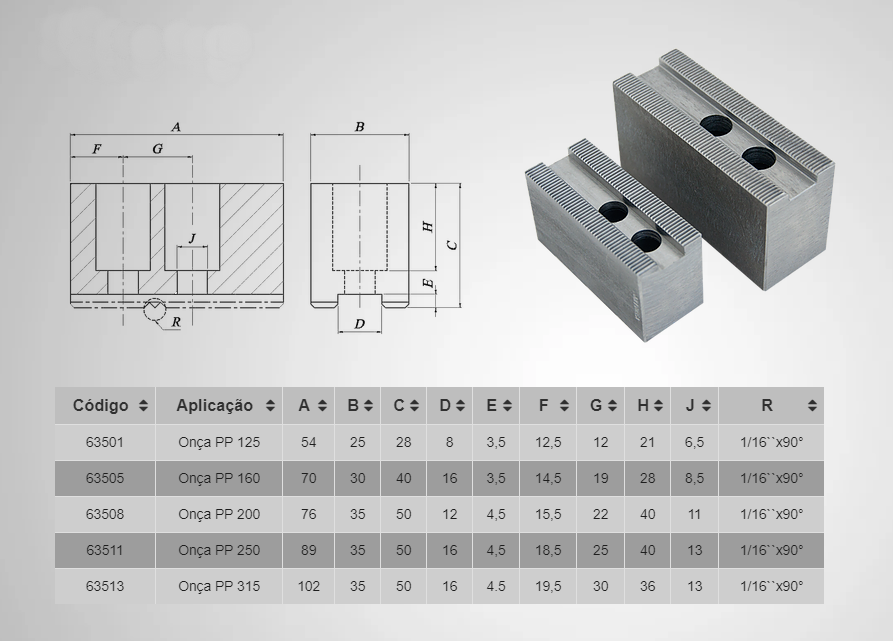 A
B
F
G
J
H
C
E
R
D
Código Aplicação A B C D E F G H J R
63501 Onça PP 125 54 25 28 8 3,5 12,5 12 21 6,5 1/16``x90°
63505 Onça PP 160 70 30 40 16 3,5 14,5 19 28 8,5 1/16``x90°
63508 Onça PP 200 76 35 50 12 4,5 15,5 22 40 11 1/16``x90°
63511 Onça PP 250 89 35 50 16 4,5 18,5 25 40 13 1/16``x90°
63513 Onça PP 315 102 35 50 16 4.5 19,5 30 36 13 1/16``x90°